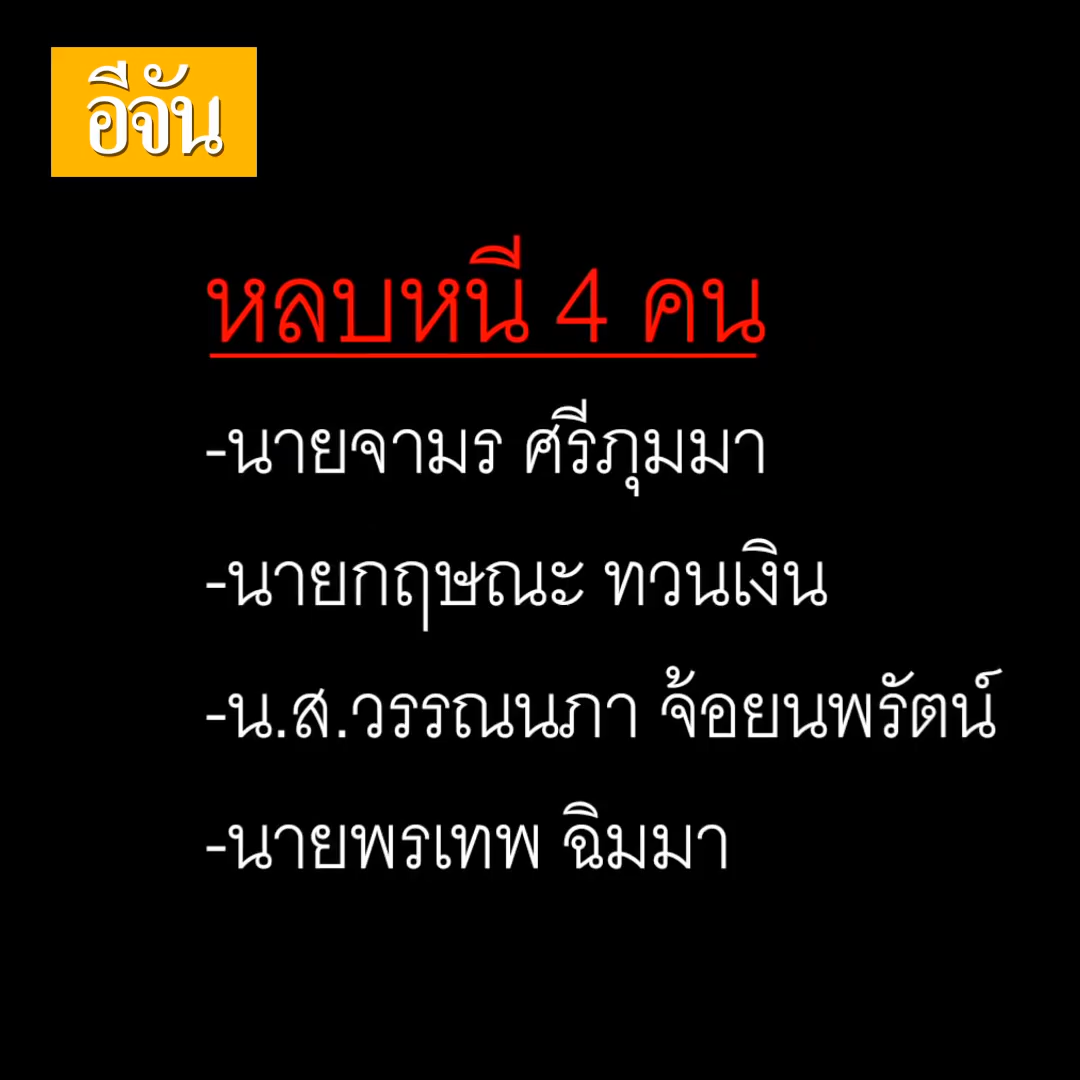 อีจัน
หลบหนี 4 คน
-นายจามร ศรีภุมมา
-นายกฤษณะ ทวนเงิน
-น.ส.วรรณนภา จ้อยนพรัตน์
-นายพรเทพ ฉิมมา